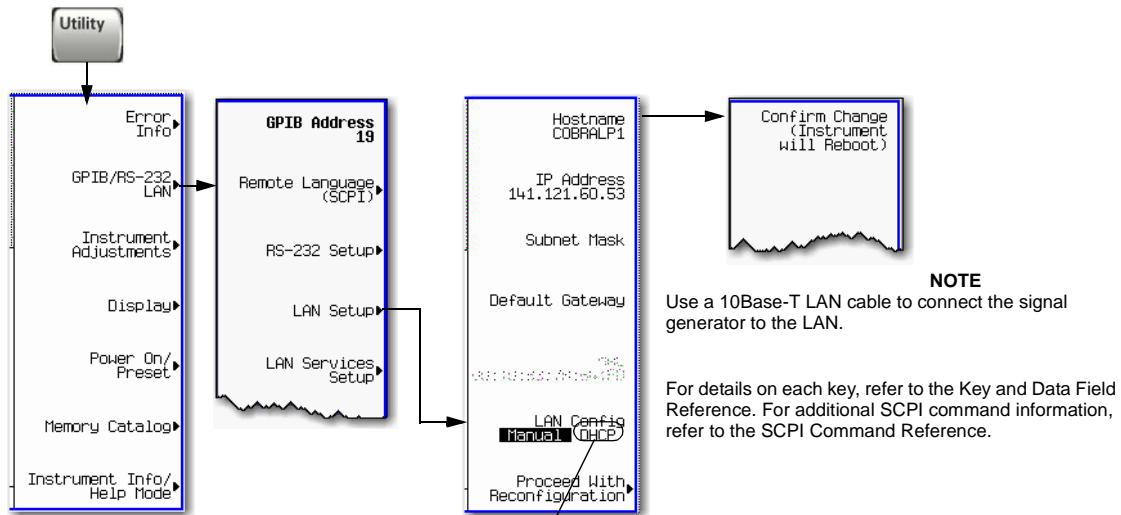 Utility
Error
Info
GPIB/RS-232
LAN
Instrument
Adjustments
Display
Power On/
Preset
Memory Catalog
Instrument Info/
Help Mode
GPIB Address
19
Remote Language
(SCPI)
RS-232 Setup
LAN Setup
LAN Services
Setup
Hostname
COBRALP1
IP Address
141.121.60.53
Subnet Mask
Default Gateway
LAN Config
Manual DHCP
Proceed With
Reconfiguration
Confirm Change
(Instrument
will Reboot)
NOTE
Use a 10Base-T LAN cable to connect the signal
generator to the LAN.
For details on each key, refer to the Key and Data Field
Reference. For additional SCPI command information,
refer to the SCPI Command Reference.